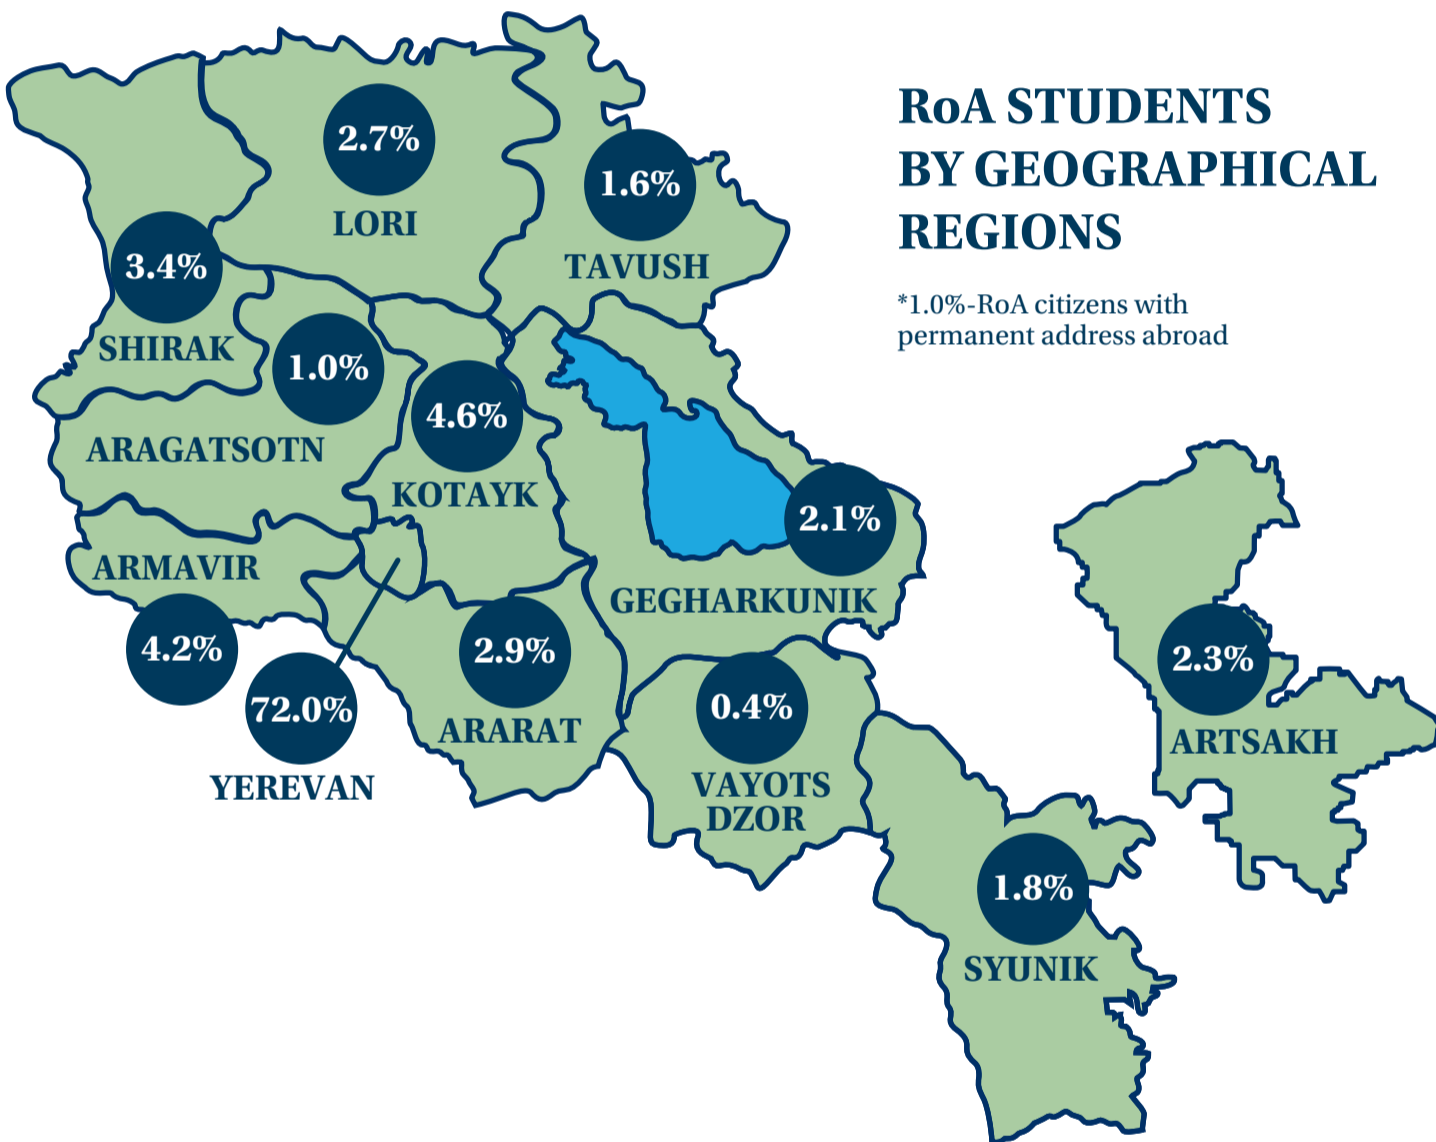 RoA STUDENTS
BY GEOGRAPHICAL
REGIONS
*1.0%-RoA citizens with
permanent address abroad
2.7%
LORI
1.6%
TAVUSH
3.4%
SHIRAK
1.0%
ARAGATSOTN
4.6%
KOTAYK
2.1%
GEGHARKUNIK
ARMAVIR
4.2%
72.0%
YEREVAN
2.9%
ARARAT
0.4%
VAYOTS
DZOR
2.3%
ARTSAKH
1.8%
SYUNIK